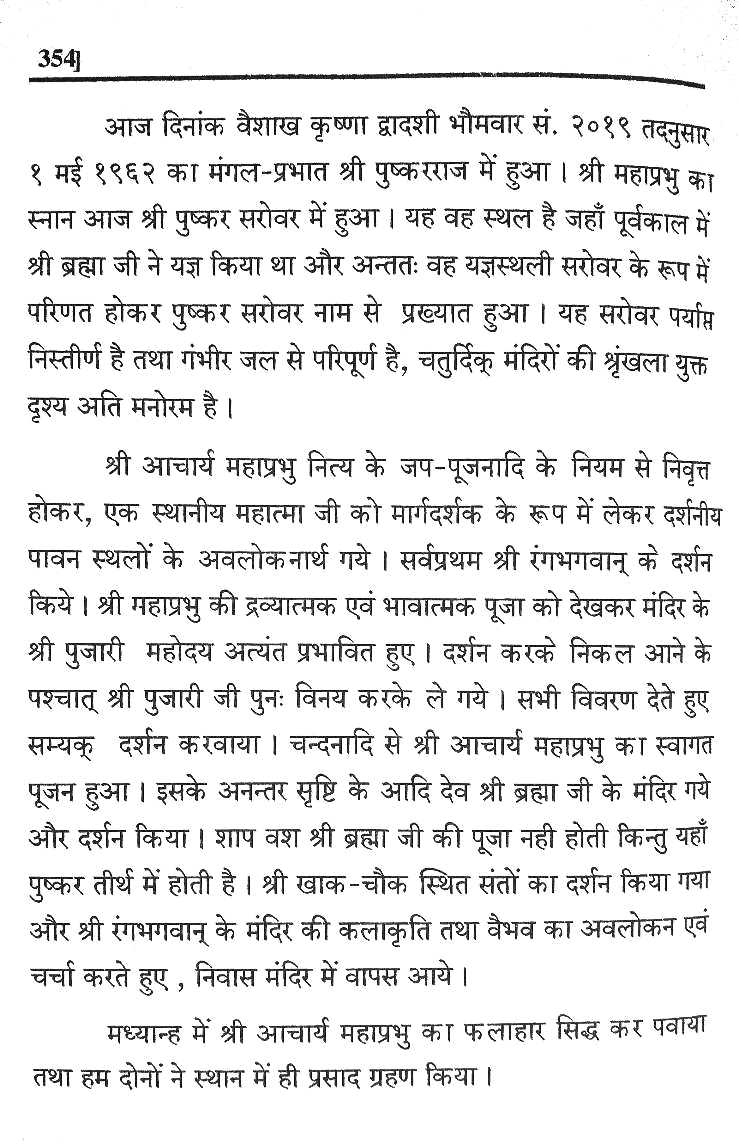 354]
आज दिनांक वैशाख कृष्णा द्वादशी भौमवार सं. २०१९ तद्नुसार
१ मई १९६२ का मंगल-प्रभात श्री पुष्करराज में हुआ । श्री महाप्रभु का
स्नान आज श्री पुष्कर सरोवर में हुआ । यह वह स्थल है जहाँ पूर्वकाल में
श्री ब्रह्मा जी ने यज्ञ किया था और अन्ततः वह यज्ञस्थली सरोवर के रूप में
परिणत होकर पुष्कर सरोवर नाम से प्रख्यात हुआ । यह सरोवर पर्याप्त
निस्तीर्ण है तथा गंभीर जल से परिपूर्ण है, चतुर्दिक् मंदिरों की श्रृंखला युक्त
दृश्य अति मनोरम है ।
श्री आचार्य महाप्रभु नित्य के जप-पूजनादि के नियम से निवृत्त
होकर, एक स्थानीय महात्मा जी को मार्गदर्शक के रूप में लेकर दर्शनीय
पावन स्थलों के अवलोकनार्थ गये । सर्वप्रथम श्री रंगभगवान् के दर्शन
किये । श्री महाप्रभु की द्रव्यात्मक एवं भावात्मक पूजा को देखकर मंदिर के
श्री पुजारी महोदय अत्यंत प्रभावित हुए । दर्शन करके निकल आने के
पश्चात् श्री पुजारी जी पुनः विनय करके ले गये । सभी विवरण देते हुए
सम्यक् दर्शन करवाया । चन्दनादि से श्री आचार्य महाप्रभु का स्वागत
पूजन हुआ । इसके अनन्तर सृष्टि के आदि देव श्री ब्रह्मा जी के मंदिर गये
और दर्शन किया । शाप वश श्री ब्रह्मा जी की पूजा नही होती किन्तु यहाँ
पुष्कर तीर्थ में होती है । श्री खाक-चौक स्थित संतों का दर्शन किया गया
और श्री रंगभगवान् के मंदिर की कलाकृति तथा वैभव का अवलोकन एवं
चर्चा करते हुए , निवास मंदिर में वापस आये ।
मध्यान्ह में श्री आचार्य महाप्रभु का फलाहार सिद्ध कर पवाया
तथा हम दोनों ने स्थान में ही प्रसाद ग्रहण किया ।